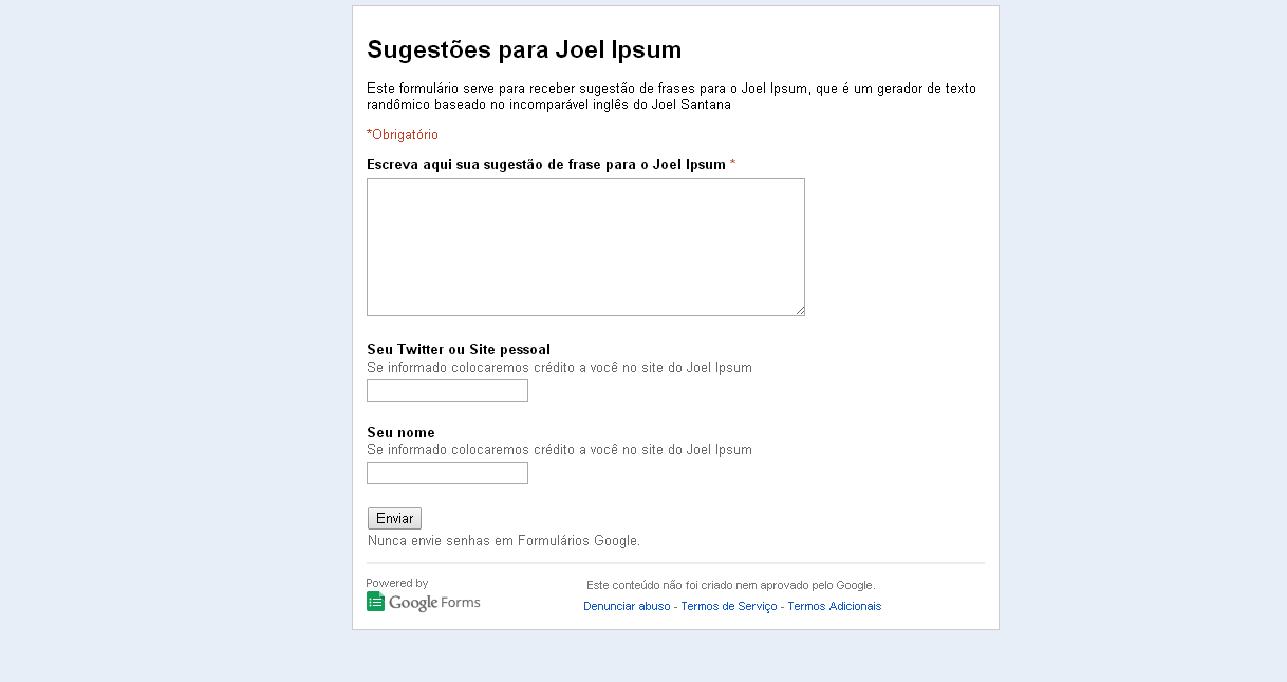 Sugestões para Joel Ipsum
Este formulário serve para receber sugestão de frases para o Joel Ipsum, que é um gerador de texto
randômico baseado no incomparável inglês do Joel Santana
*Obrigatório
Escreva aqui sua sugestão de frase para o Joel Ipsum *
Seu Twitter ou Site pessoal
Se informado colocaremos crédito a você no site do Joel Ipsum
Seu nome
Se informado colocaremos crédito a você no site do Joel Ipsum
Enviar
Nunca envie senhas em Formulários Google.
Powered by
Google Forms
Este conteúdo não foi criado nem aprovado pelo Google.
Denunciar abuso - Termos de Serviço - Termos Adicionais